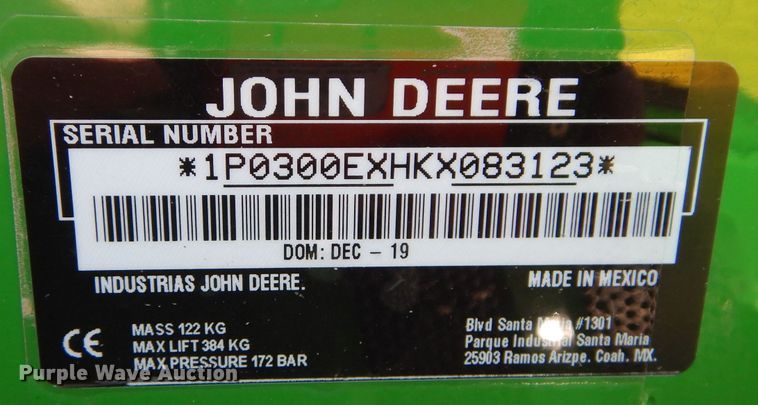 JOHN DEERE
SERIAL NUMBER
*1P0300EXHKX083123*
DOM: DEC - 19
INDUSTRIAS JOHN DEERE.
MADE IN MEXICO
CE
MASS 122 KG
MAX LIFT 384 KG
MAX PRESSURE 172 BAR
Blvd Santa #1301
Parque Industrial Santa Maria
25903 Ramos Arizpe. Coah. MX.
Purple Wave Auction